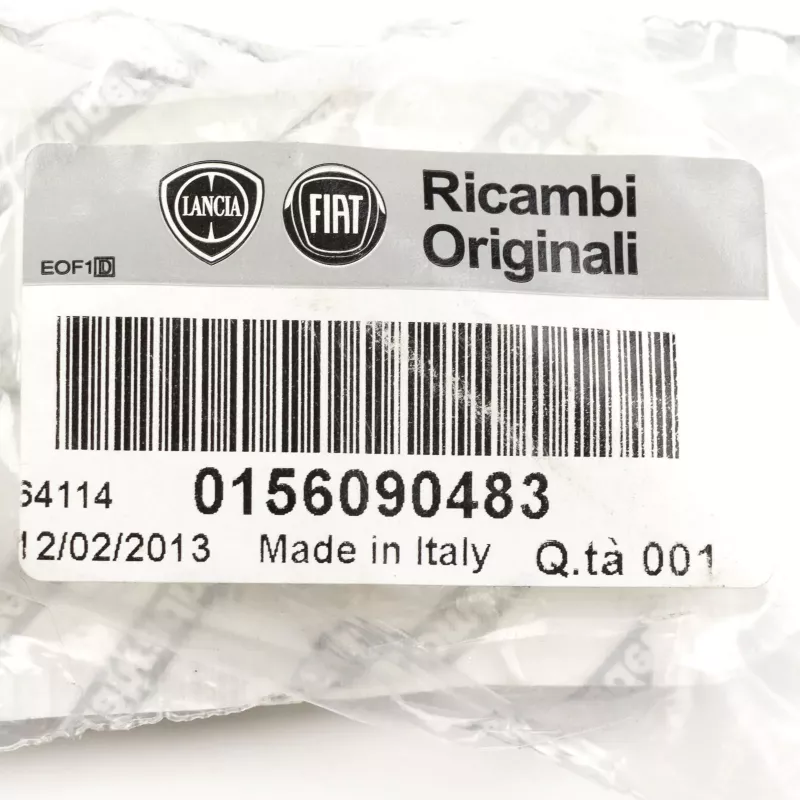 LANCIA
FIAT
Ricambi
Originali
EOF1D
64114
0156090483
12/02/2013
Made in Italy
Q.tà 001